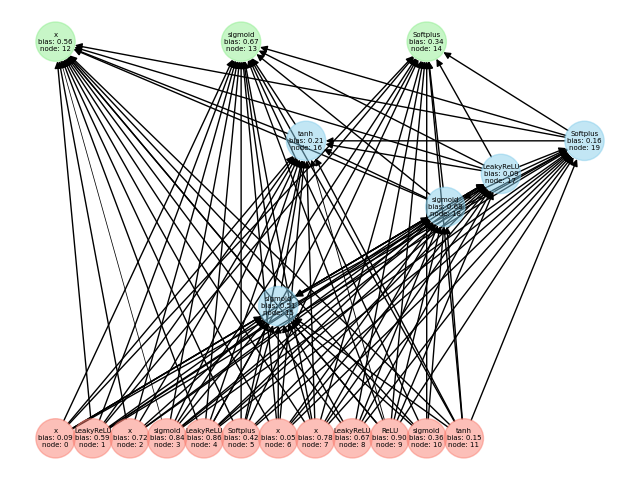 x
bias: 0.56
node: 12
sigmoid
bias: 0.67
node: 13
Softplus
bias: 0.34
node: 14
tanh
bias: 0.21
node: 16
Softplus
bias: 0.16
node: 19
LeakyReLU
bias: 0.09
node: 17
sigmoid
bias:
node: 18
sigmoid
bias:
node: 15
x
bias: 0.09
node: 0
LeakyReLU
bias: 0.59
node: 1
x
bias: 0.72
node: 2
sigmoid
bias: 0.84
node: 3
LeakyReLU
bias: 0.86
node: 4
Softplus
bias: 0.42
node: 5
x
bias: 0.05
node: 6
x
bias: 0.78
node: 7
LeakyReLU
bias: 0.67
node: 8
ReLU
bias: 0.90
node: 9
sigmoid
bias: 0.36
node: 10
tanh
bias: 0.15
node: 11